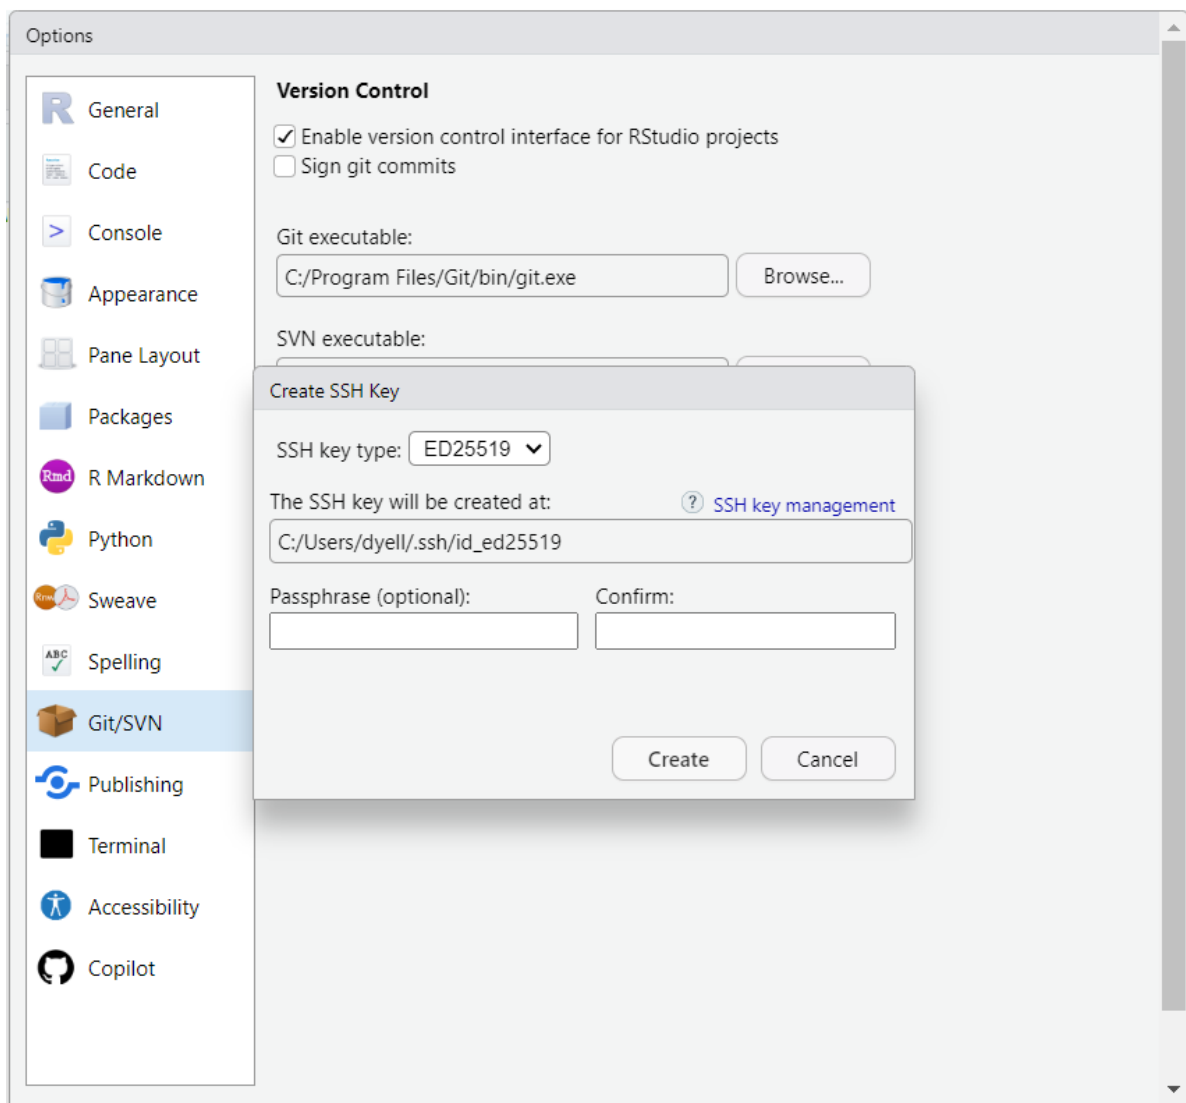 Options
General
Code
Console
Appearance
Pane Layout
Packages
Rmd R Markdown
Python
Rnw Sweave
ABC Spelling
Git/SVN
Publishing
Terminal
Accessibility
Copilot
Version Control
Enable version control interface for RStudio projects
Sign git commits
Git executable:
C:/Program Files/Git/bin/git.exe Browse...
SVN executable:
Create SSH Key
SSH key type: ED25519
The SSH key will be created at: ? SSH key management
C:/Users/dyell/.ssh/id_ed25519
Passphrase (optional): Confirm:
Create Cancel